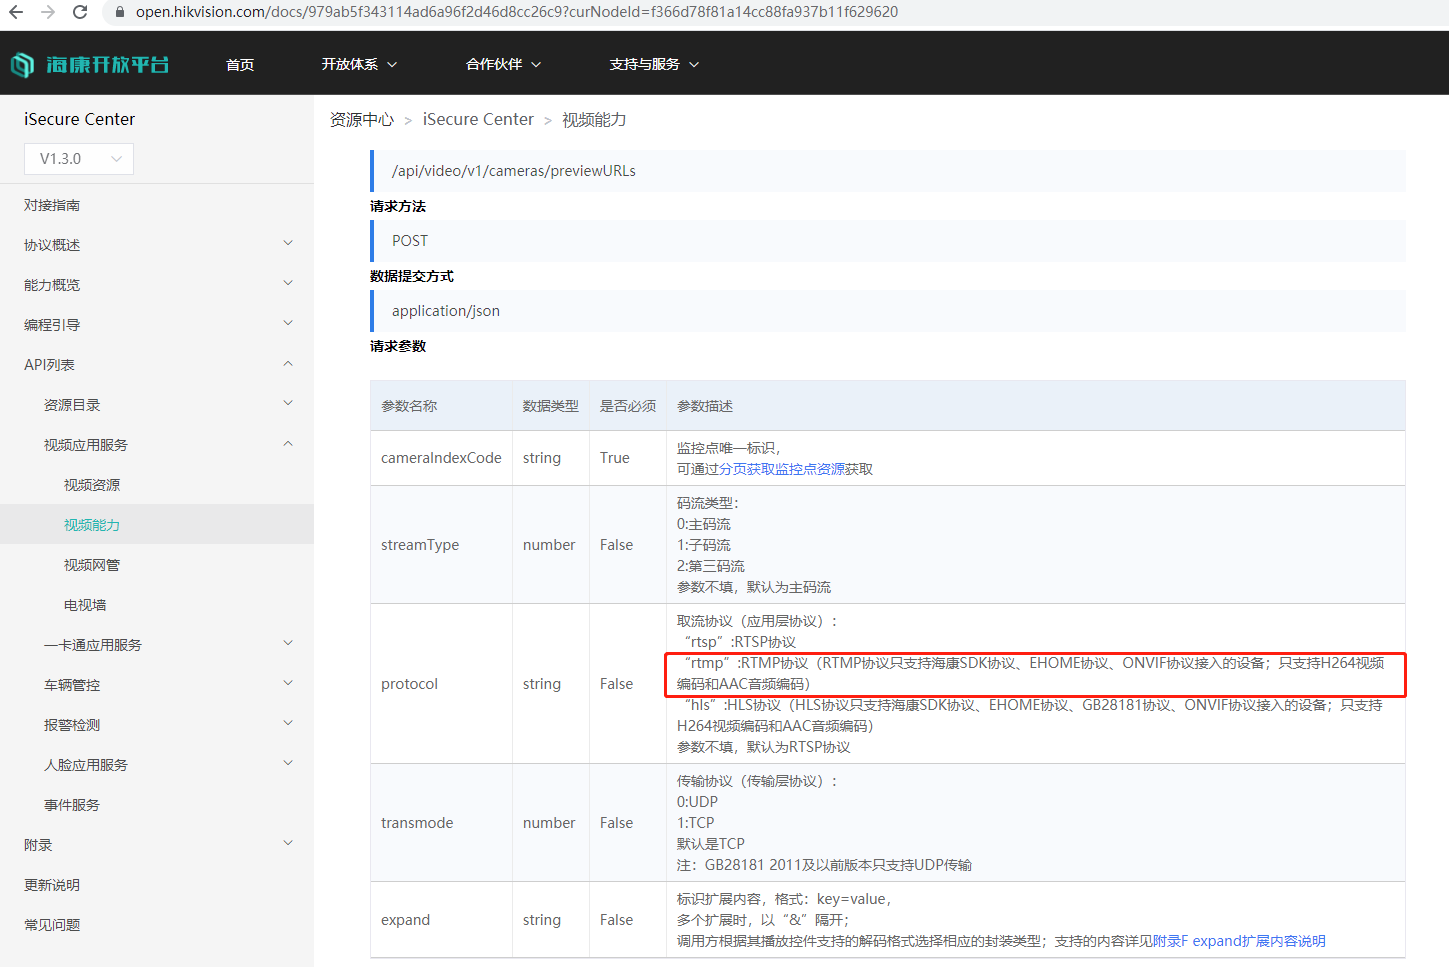 open.hikvision.com/docs/979ab5f343114ad6a96f2d46d8cc26c9?curNodeId=f366d78f81a14cc88fa937b11f629620
海康开放平台
首页
开放体系
合作伙伴
支持与服务
iSecure Center
V1.3.0
对接指南
协议概述
能力概览
编程引导
API列表
资源目录
视频应用服务
视频资源
视频能力
视频网管
电视墙
一卡通应用服务
车辆管控
报警检测
人脸应用服务
事件服务
附录
更新说明
常见问题
资源中心 > iSecure Center > 视频能力
/api/video/v1/cameras/previewURLs
请求方法
POST
数据提交方式
application/json
请求参数
参数名称 数据类型 是否必须 参数描述
cameraIndexCode string True
监控点唯一标识，
可通过分页获取监控点资源获取
streamType number False
码流类型：
0:主码流
1:子码流
2:第三码流
参数不填，默认为主码流
protocol string False
取流协议（应用层协议）：
“rtsp”:RTSP协议
“rtmp”:RTMP协议（RTMP协议只支持海康SDK协议、EHOME协议、ONVIF协议接入的设备；只支持H264视频
编码和AAC音频编码）
“hls”:HLS协议（HLS协议只支持海康SDK协议、EHOME协议、GB28181协议、ONVIF协议接入的设备；只支持
H264视频编码和AAC音频编码）
参数不填，默认为RTSP协议
transmode number False
传输协议（传输层协议）：
0:UDP
1:TCP
默认是TCP
注：GB28181 2011及以前版本只支持UDP传输
expand string False
标识扩展内容，格式：key=value，
多个扩展时，以“&”隔开；
调用方根据其播放控件支持的解码格式选择相应的封装类型；支持的内容详见附录F expand扩展内容说明